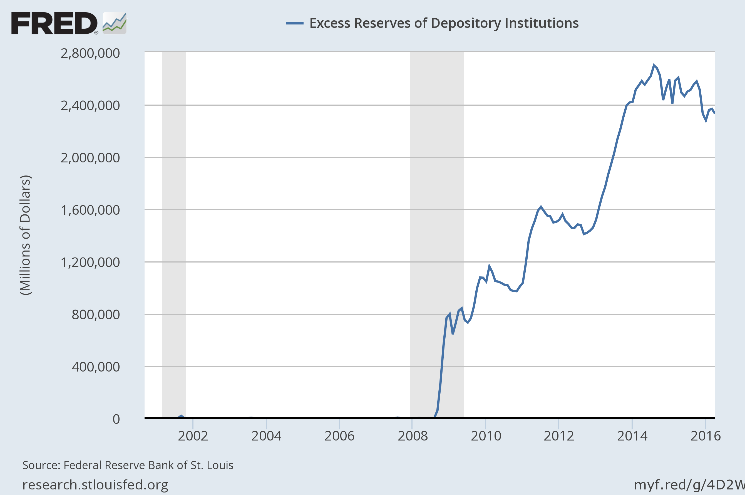 FRED
Excess Reserves of Depository Institutions
2,800,000
2,400,000
2,000,000
1,600,000
1,200,000
800,000
400,000
0
(Millions of Dollars)
2002 2004 2006 2008 2010 2012 2014 2016
Source: Federal Reserve Bank of St. Louis
research.stlouisfed.org
myf.red/g/4D2W